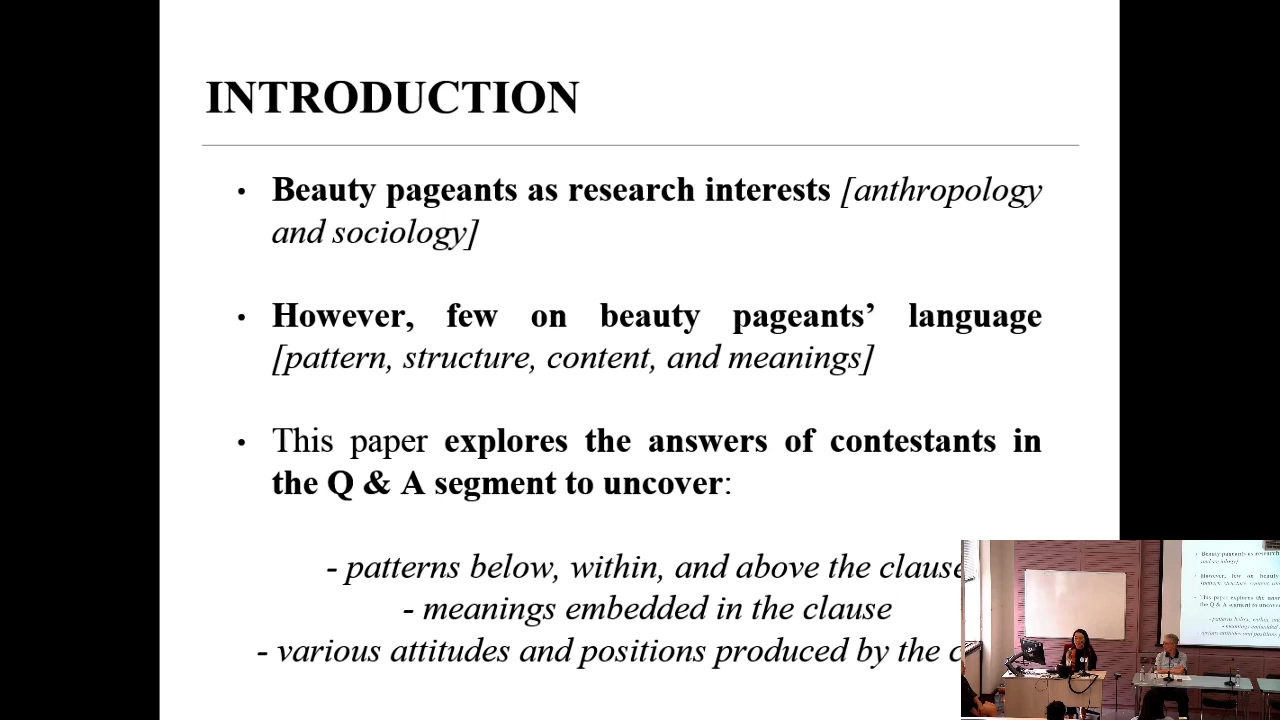 INTRODUCTION
• Beauty pageants as research interests [anthropology
and sociology]
• However, few on beauty pageants’ language
[pattern, structure, content, and meanings]
• This paper explores the answers of contestants in
the Q & A segment to uncover:
- patterns below, within, and above the clause
- meanings embedded in the clause
- various attitudes and positions produced by the